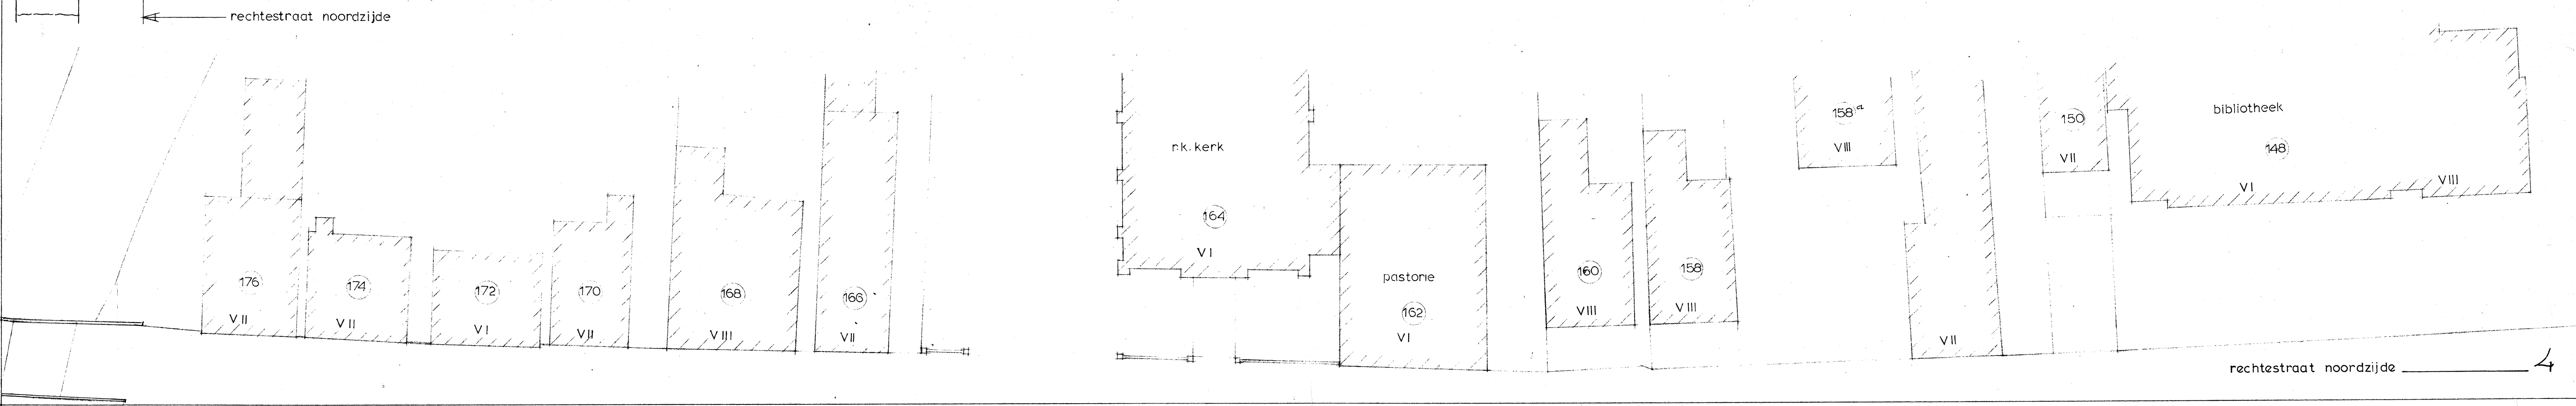 rechtestraat noordzijde
176
VII
174
VII
172
VI
170
VII
168
VIII
166
VII
r.k. kerk
164
VI
pastorie
162
VI
160
VIII
158
VIII
158a
VIII
VII
150
VII
bibliotheek
148
VI
VIII
rechtestraat noordzijde 4